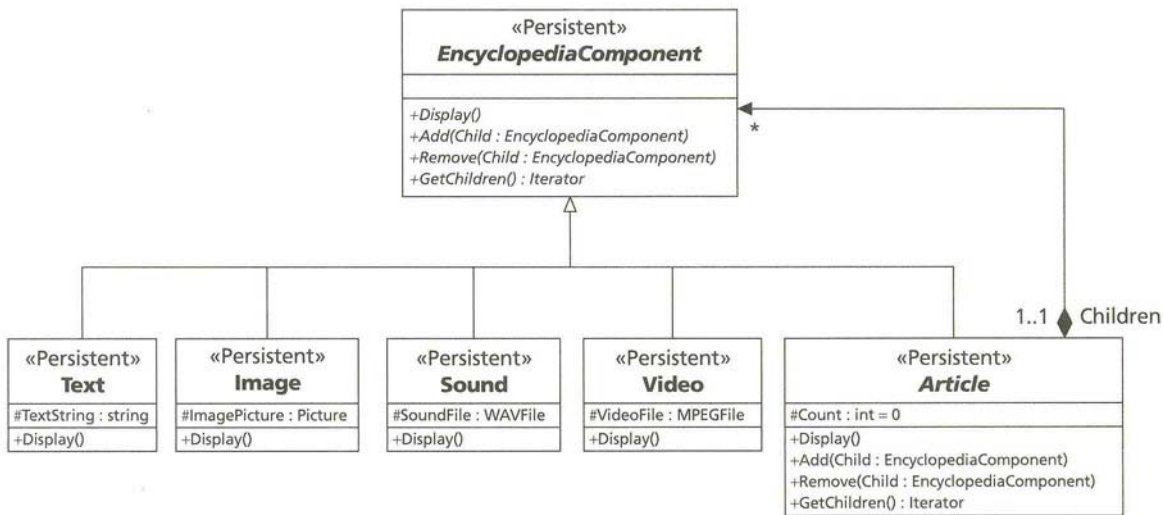 «Persistent»
EncyclopediaComponent
+Display()
+Add(Child : EncyclopediaComponent)
+Remove(Child : EncyclopediaComponent)
+GetChildren() : Iterator
*
1..1
Children
«Persistent»
Text
#TextString : string
+Display()
«Persistent»
Image
#ImagePicture : Picture
+Display()
«Persistent»
Sound
#SoundFile : WAVFile
+Display()
«Persistent»
Video
#VideoFile : MPEGFile
+Display()
«Persistent»
Article
#Count : int = 0
+Display()
+Add(Child : EncyclopediaComponent)
+Remove(Child : EncyclopediaComponent)
+GetChildren() : Iterator